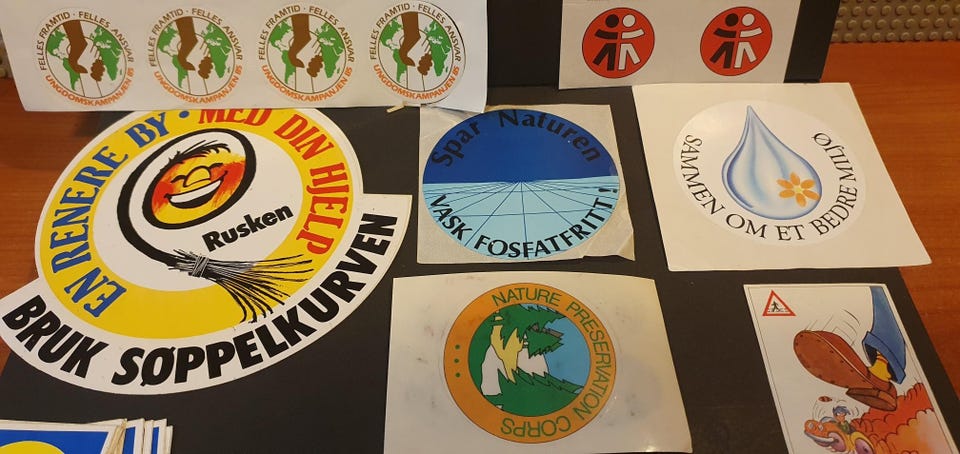 FELLES FRAMTID · FELLES ANSVAR
UNGDOMSKAMPANJEN 85
FELLES FRAMTID · FELLES ANSVAR
UNGDOMSKAMPANJEN 85
FELLES FRAMTID · FELLES ANSVAR
UNGDOMSKAMPANJEN 85
FELLES FRAMTID · FELLES ANSVAR
UNGDOMSKAMPANJEN 85
EN RENERE BY · MED DIN HJELP
Rusken
BRUK SØPPELKURVEN
Spar Naturen
VASK FOSFATFRITT!
SAMMEN OM ET BEDRE MILJØ
NATURE PRESERVATION CORPS